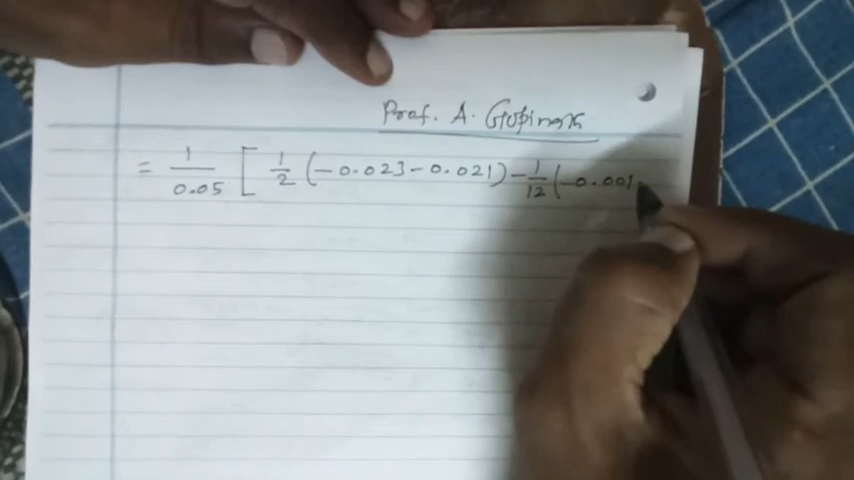 Prof. A. Gopinath
= 1/0.05 [ 1/2 (-0.023-0.021) - 1/12 (-0.001